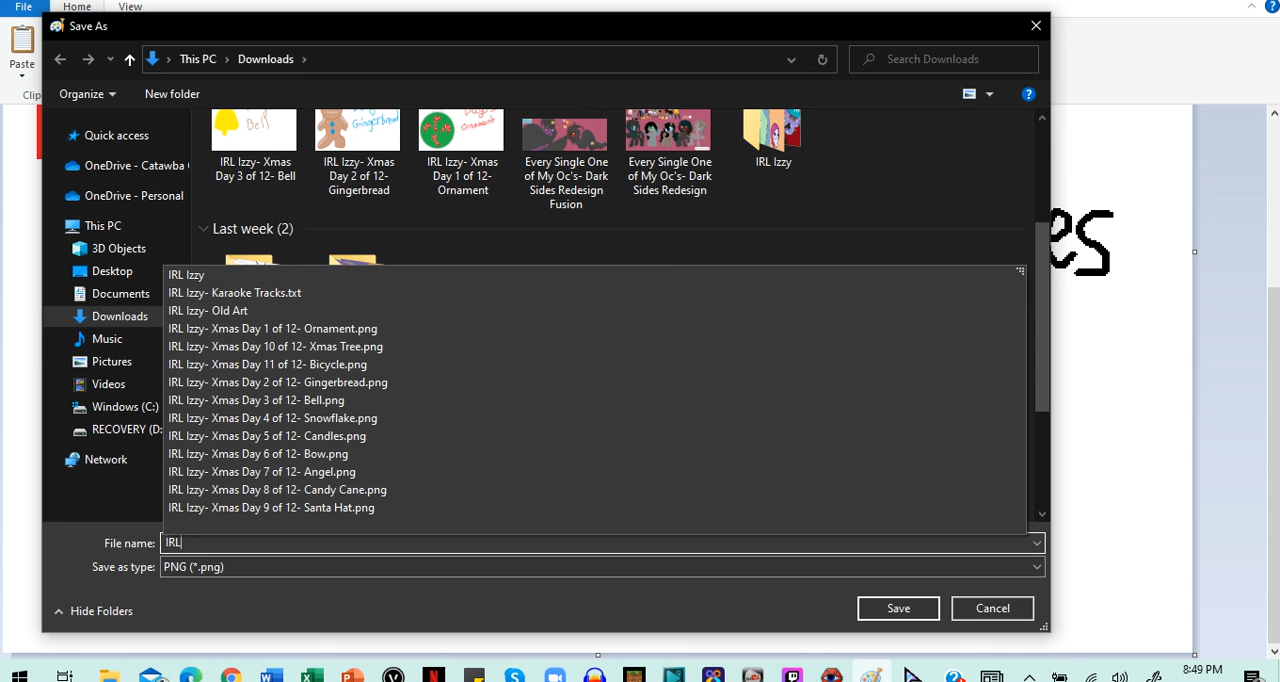 File Home View
Save As
Paste
This PC Downloads
Search Downloads
Clip
Organize New folder
Quick access
OneDrive - Catawba
OneDrive - Personal
This PC
3D Objects
Desktop
Documents
Downloads
Music
Pictures
Videos
Windows (C:)
RECOVERY (D:
Network
Bell
Gingerbread
Ornament
IRL Izzy- Xmas
Day 3 of 12- Bell
IRL Izzy- Xmas
Day 2 of 12-
Gingerbread
IRL Izzy- Xmas
Day 1 of 12-
Ornament
Every Single One
of My Oc's- Dark
Sides Redesign
Fusion
Every Single One
of My Oc's- Dark
Sides Redesign
IRL Izzy
Last week (2)
es
IRL Izzy
IRL Izzy- Karaoke Tracks.txt
IRL Izzy- Old Art
IRL Izzy- Xmas Day 1 of 12- Ornament.png
IRL Izzy- Xmas Day 10 of 12- Xmas Tree.png
IRL Izzy- Xmas Day 11 of 12- Bicycle.png
IRL Izzy- Xmas Day 2 of 12- Gingerbread.png
IRL Izzy- Xmas Day 3 of 12- Bell.png
IRL Izzy- Xmas Day 4 of 12- Snowflake.png
IRL Izzy- Xmas Day 5 of 12- Candles.png
IRL Izzy- Xmas Day 6 of 12- Bow.png
IRL Izzy- Xmas Day 7 of 12- Angel.png
IRL Izzy- Xmas Day 8 of 12- Candy Cane.png
IRL Izzy- Xmas Day 9 of 12- Santa Hat.png
File name: IRL
Save as type: PNG (*.png)
Hide Folders
Save Cancel
8:49 PM